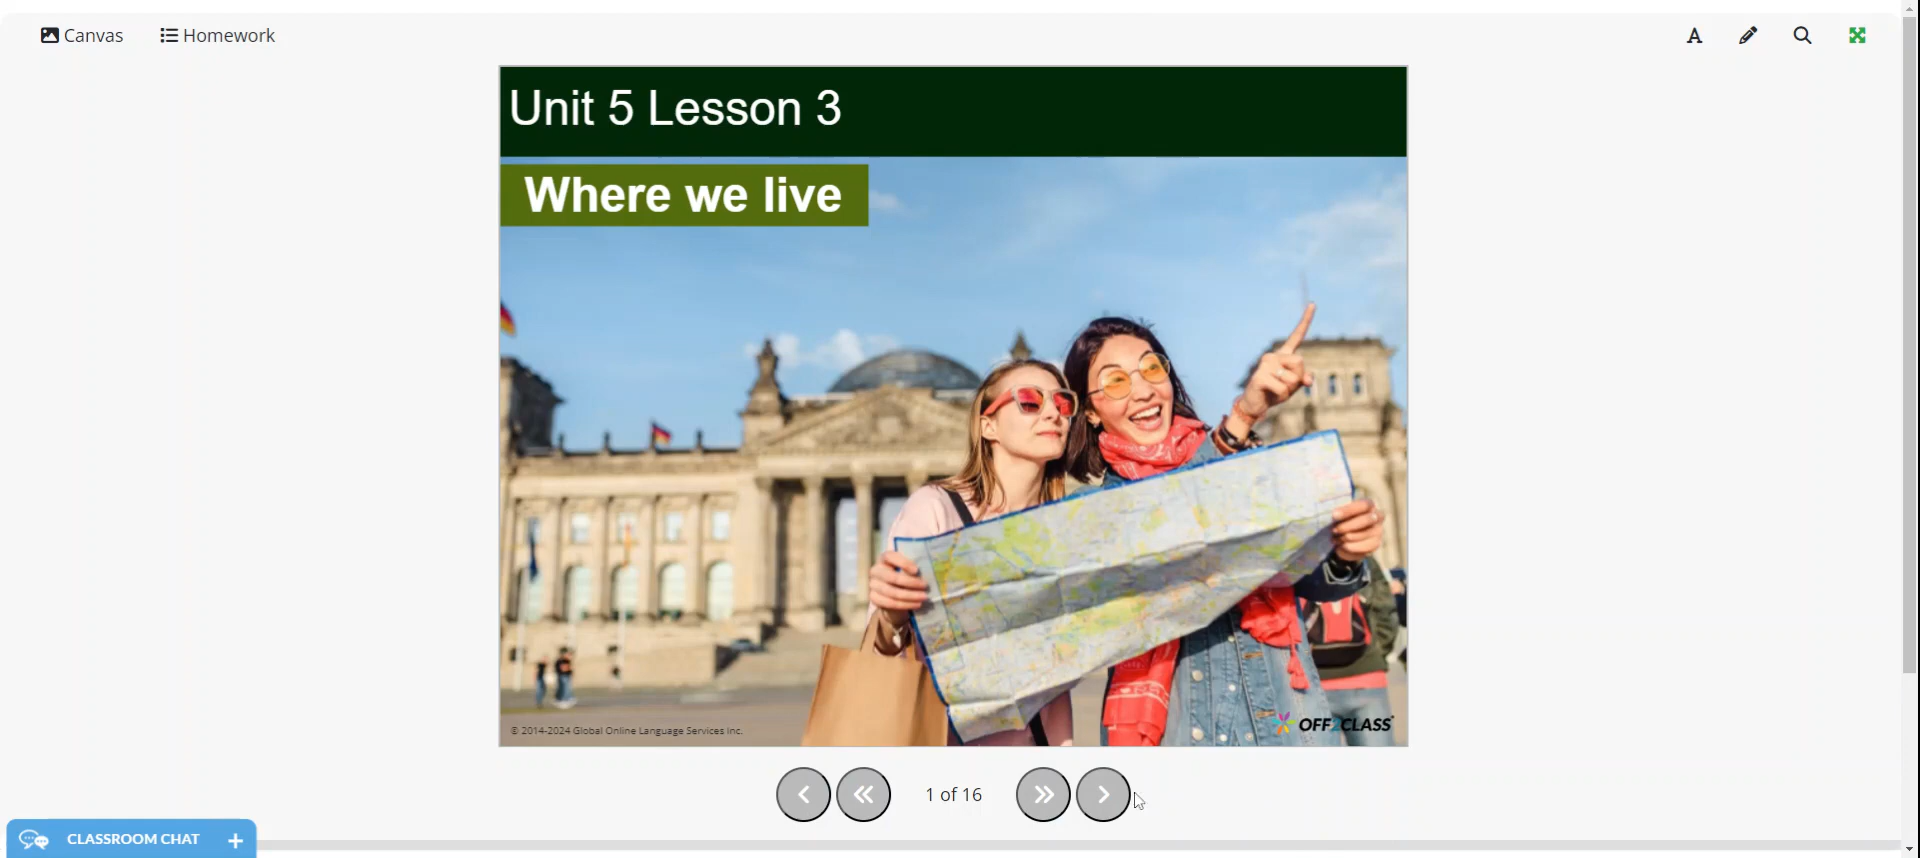 Canvas
Homework
A
Unit 5 Lesson 3
Where we live
© 2014-2024 Global Online Language Services Inc.
OFF2CLASS
1 of 16
CLASSROOM CHAT +